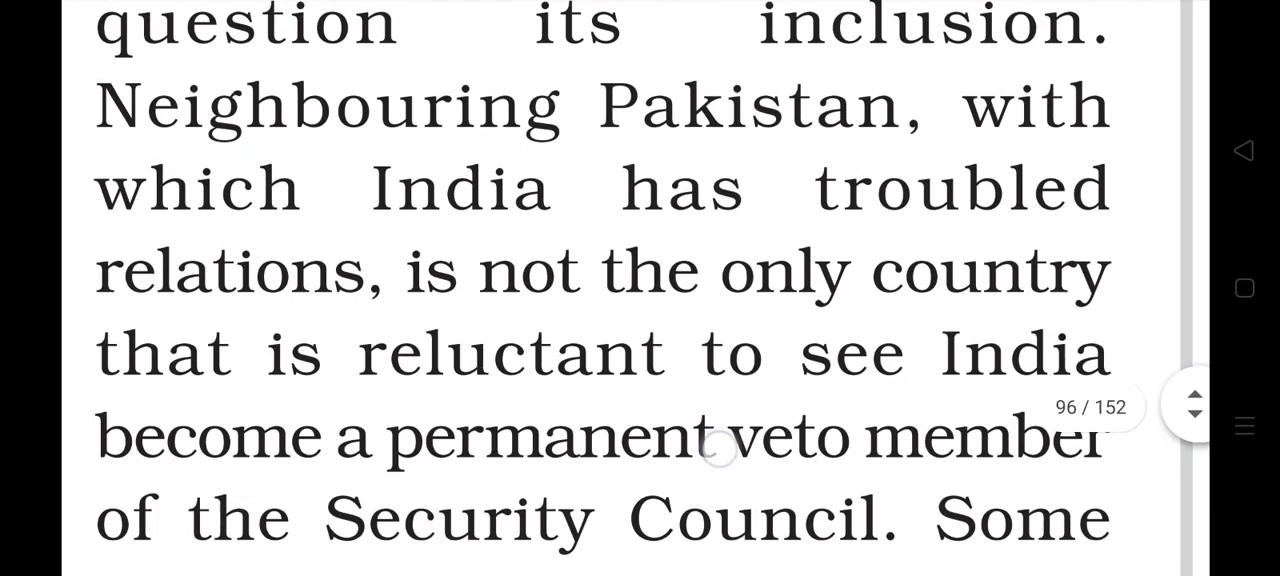 question its inclusion.
Neighbouring Pakistan, with
which India has troubled
relations, is not the only country
that is reluctant to see India
96 / 152
become a permanent veto member
of the Security Council. Some